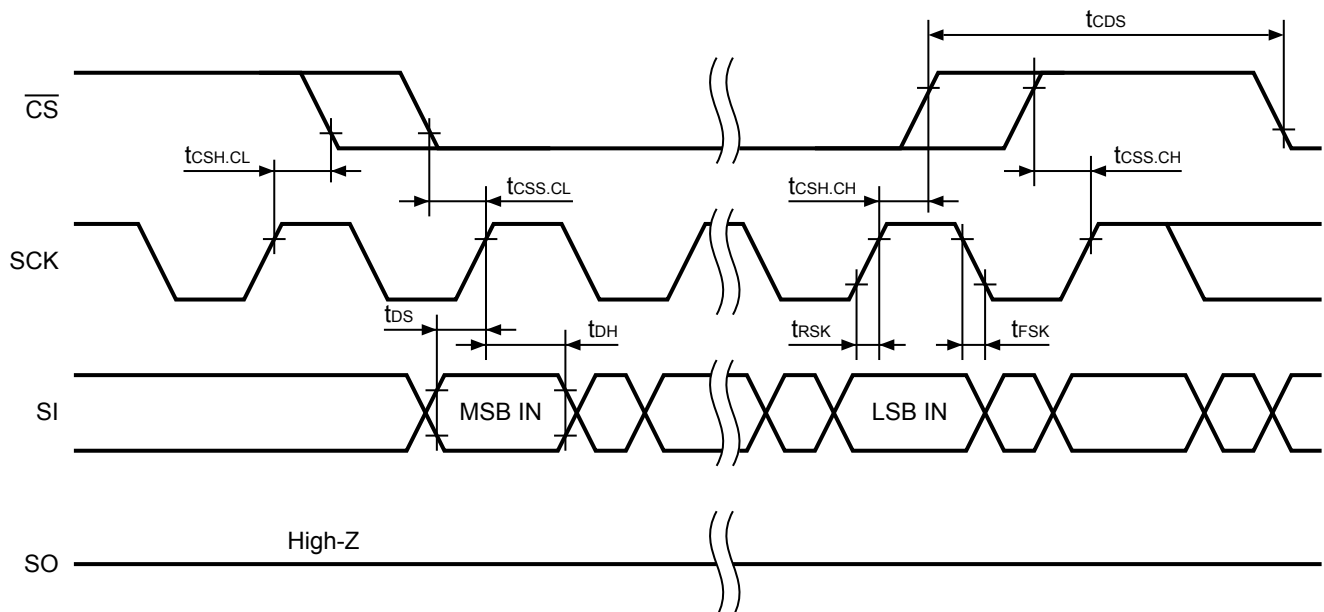 tCDS
CS
tCSH.CL
tCSS.CL
tCSH.CH
tCSS.CH
SCK
tDS
tDH
tRSK
tFSK
SI
MSB IN
LSB IN
High-Z
SO